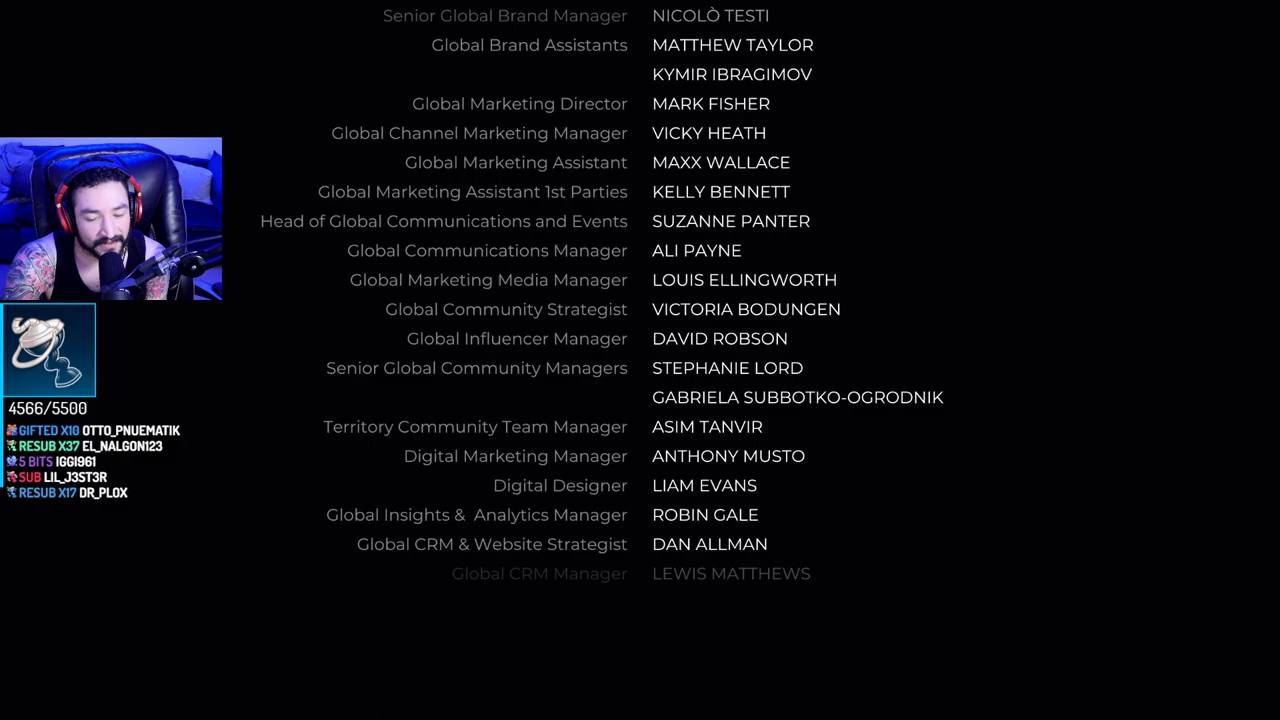 Senior Global Brand Manager NICOLÒ TESTI
Global Brand Assistants MATTHEW TAYLOR
KYMIR IBRAGIMOV
Global Marketing Director MARK FISHER
Global Channel Marketing Manager VICKY HEATH
Global Marketing Assistant MAXX WALLACE
Global Marketing Assistant 1st Parties KELLY BENNETT
Head of Global Communications and Events SUZANNE PANTER
Global Communications Manager ALI PAYNE
Global Marketing Media Manager LOUIS ELLINGWORTH
Global Community Strategist VICTORIA BODUNGEN
Global Influencer Manager DAVID ROBSON
Senior Global Community Managers STEPHANIE LORD
GABRIELA SUBBOTKO-OGRODNIK
Territory Community Team Manager ASIM TANVIR
Digital Marketing Manager ANTHONY MUSTO
Digital Designer LIAM EVANS
Global Insights & Analytics Manager ROBIN GALE
Global CRM & Website Strategist DAN ALLMAN
Global CRM Manager LEWIS MATTHEWS
4566/5500
GIFTED X10 OTTO_PNUEMATIK
RESUB X37 EL_NALGON123
5 BITS IGGI961
SUB LIL_J3ST3R
RESUB X17 DR_PLOX